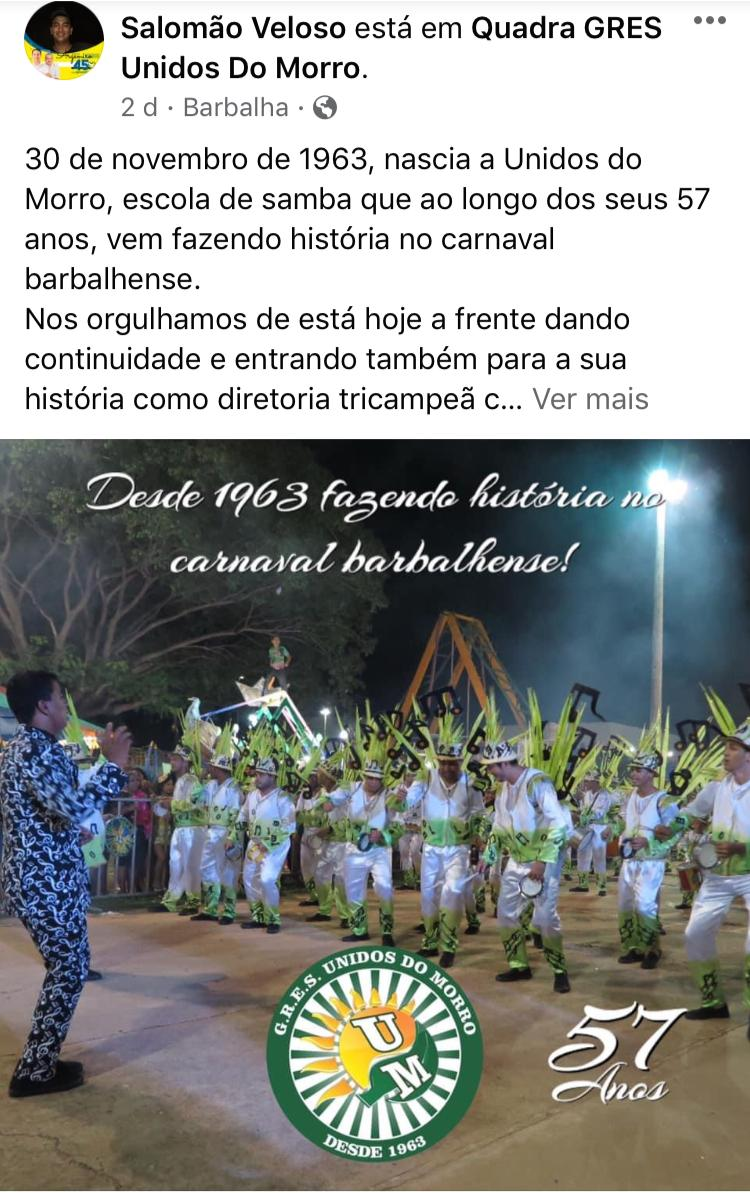 Salomão Veloso está em Quadra GRES
Unidos Do Morro.
2 d · Barbalha ·
30 de novembro de 1963, nascia a Unidos do
Morro, escola de samba que ao longo dos seus 57
anos, vem fazendo história no carnaval
barbalhense.
Nos orgulhamos de está hoje a frente dando
continuidade e entrando também para a sua
história como diretoria tricampeã c... Ver mais
Desde 1963 fazendo história no
carnaval barbalhense!
G.R.E.S. UNIDOS DO MORRO
U
M
DESDE 1963
57
Anos